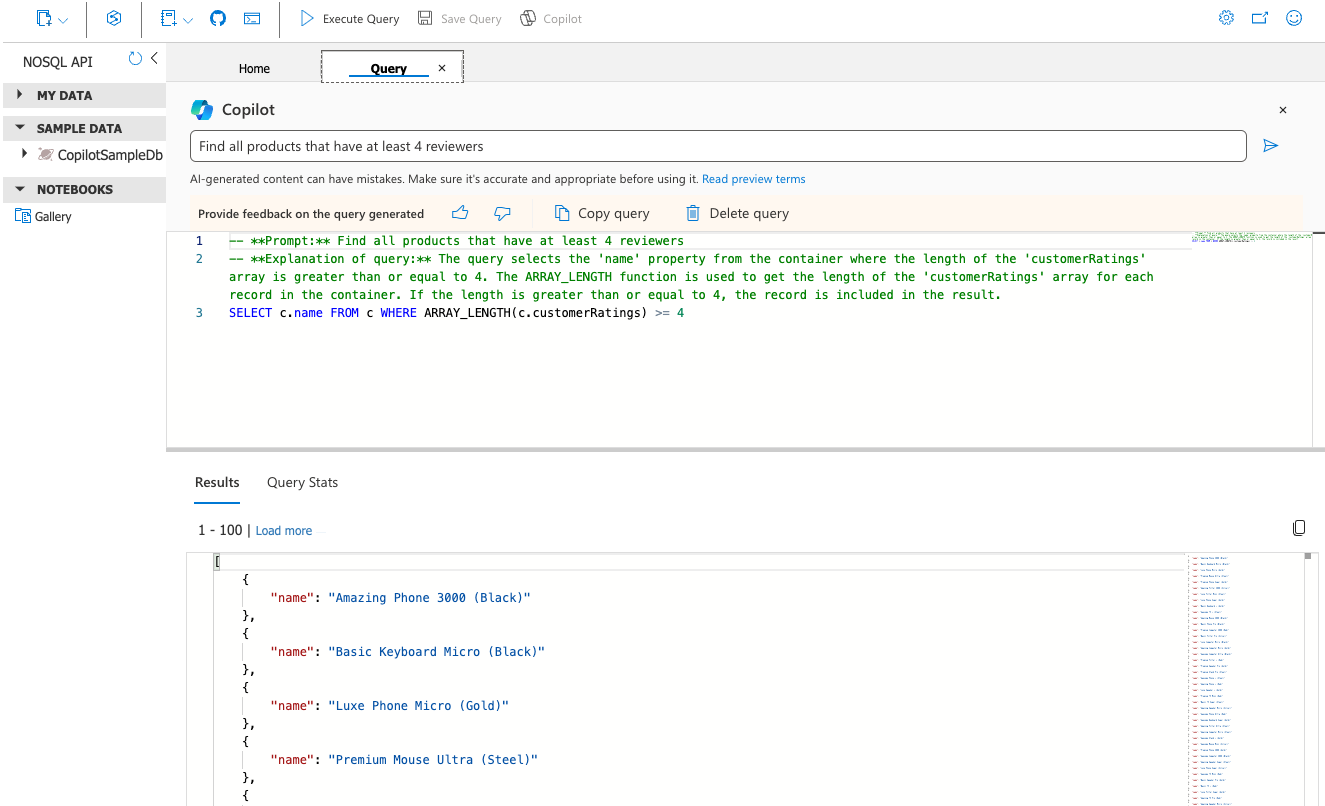 Execute Query
Save Query
Copilot
NOSQL API
MY DATA
SAMPLE DATA
CopilotSampleDb
NOTEBOOKS
Gallery
Home
Query
Copilot
Find all products that have at least 4 reviewers
AI-generated content can have mistakes. Make sure it's accurate and appropriate before using it. Read preview terms
Provide feedback on the query generated
Copy query
Delete query
1 -- **Prompt:** Find all products that have at least 4 reviewers
2 -- **Explanation of query:** The query selects the 'name' property from the container where the length of the 'customerRatings'
array is greater than or equal to 4. The ARRAY_LENGTH function is used to get the length of the 'customerRatings' array for each
record in the container. If the length is greater than or equal to 4, the record is included in the result.
3 SELECT c.name FROM c WHERE ARRAY_LENGTH(c.customerRatings) >= 4
Results
Query Stats
1 - 100 | Load more
[
{
"name": "Amazing Phone 3000 (Black)"
},
{
"name": "Basic Keyboard Micro (Black)"
},
{
"name": "Luxe Phone Micro (Gold)"
},
{
"name": "Premium Mouse Ultra (Steel)"
},
{